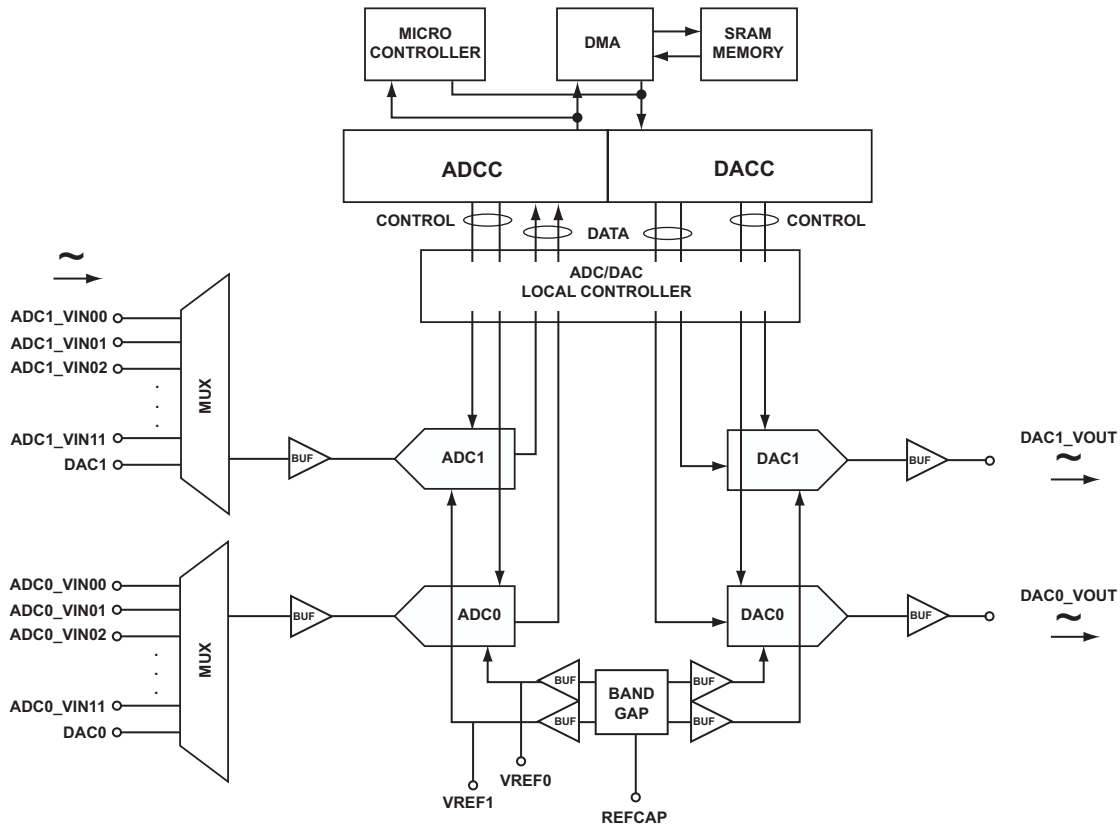 MICRO
CONTROLLER
DMA
SRAM
MEMORY
ADCC
DACC
CONTROL
DATA
CONTROL
ADC/DAC
LOCAL CONTROLLER
~
ADC1_VIN00
ADC1_VIN01
ADC1_VIN02
.
.
.
ADC1_VIN11
DAC1
MUX
BUF
ADC1
DAC1
BUF
DAC1_VOUT
~
ADC0_VIN00
ADC0_VIN01
ADC0_VIN02
.
.
.
ADC0_VIN11
DAC0
MUX
BUF
ADC0
DAC0
BUF
DAC0_VOUT
~
BUF
BUF
BAND
GAP
BUF
BUF
VREF0
VREF1
REFCAP